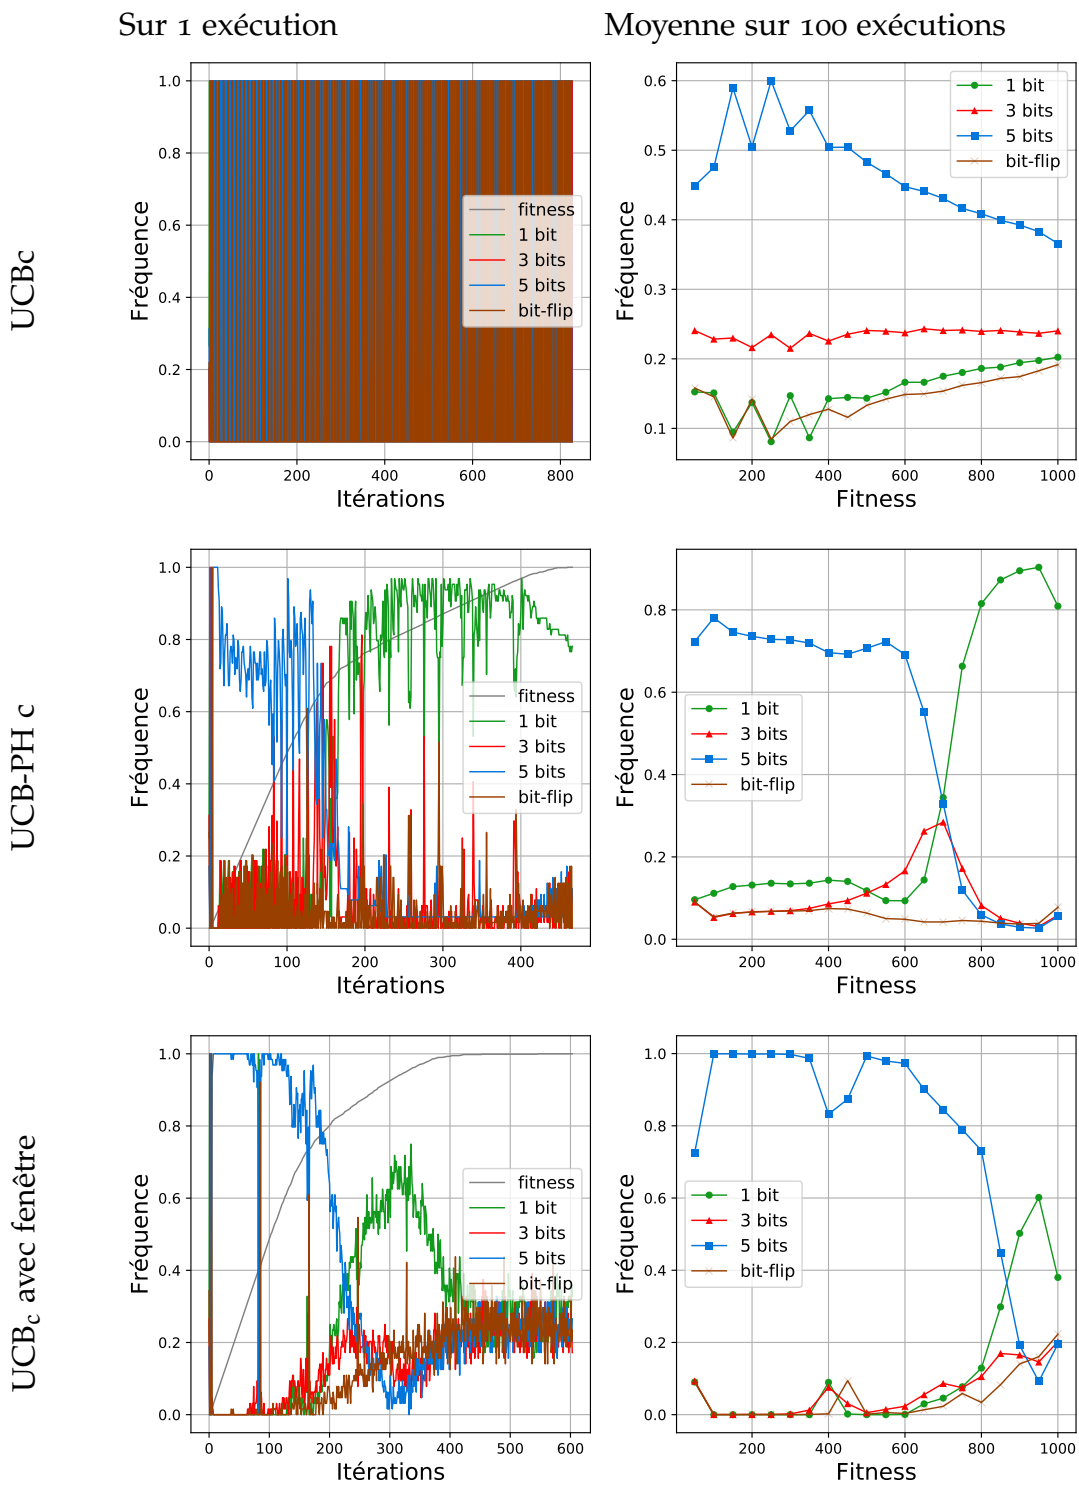 Sur 1 exécution
Moyenne sur 100 exécutions
UCBc
Fréquence
1.0
0.8
0.6
0.4
0.2
0.0
fitness
1 bit
3 bits
5 bits
bit-flip
0 200 400 600 800
Itérations
Fréquence
0.6
0.5
0.4
0.3
0.2
0.1
1 bit
3 bits
5 bits
bit-flip
200 400 600 800 1000
Fitness
UCB-PH c
Fréquence
1.0
0.8
0.6
0.4
0.2
0.0
fitness
1 bit
3 bits
5 bits
bit-flip
0 100 200 300 400
Itérations
Fréquence
0.8
0.6
0.4
0.2
0.0
1 bit
3 bits
5 bits
bit-flip
200 400 600 800 1000
Fitness
UCBc avec fenêtre
Fréquence
1.0
0.8
0.6
0.4
0.2
0.0
fitness
1 bit
3 bits
5 bits
bit-flip
0 100 200 300 400 500 600
Itérations
Fréquence
1.0
0.8
0.6
0.4
0.2
0.0
1 bit
3 bits
5 bits
bit-flip
200 400 600 800 1000
Fitness